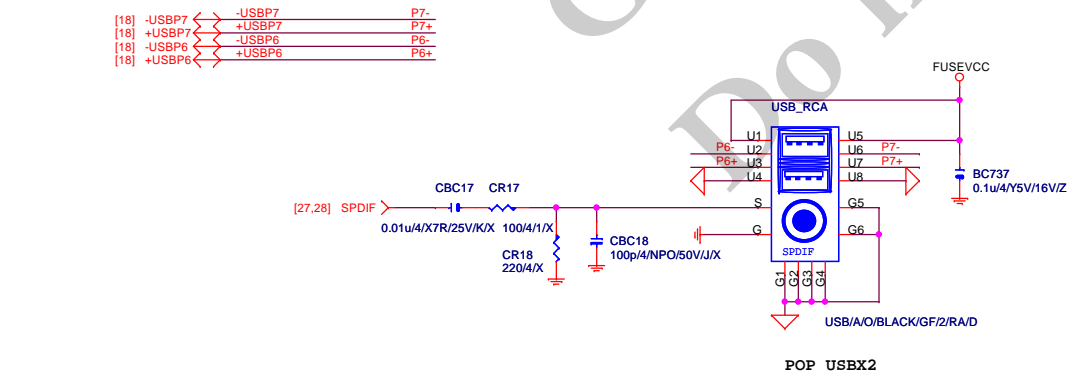 [18] -USBP7 -USBP7 P7-
[18] +USBP7 +USBP7 P7+
[18] -USBP6 -USBP6 P6-
[18] +USBP6 +USBP6 P6+
Do
FUSEVCC
USB_RCA
U1 U5
P6- U2 U6 P7-
P6+ U3 U7 P7+
U4 U8
BC737
0.1u/4/Y5V/16V/Z
CBC17 CR17
[27,28] SPDIF S G5
0.01u/4/X7R/25V/K/X 100/4/1/X
G G6
CBC18
100p/4/NPO/50V/J/X
CR18
220/4/X
SPDIF
G1 G2 G3 G4
USB/A/O/BLACK/GF/2/RA/D
POP USBX2